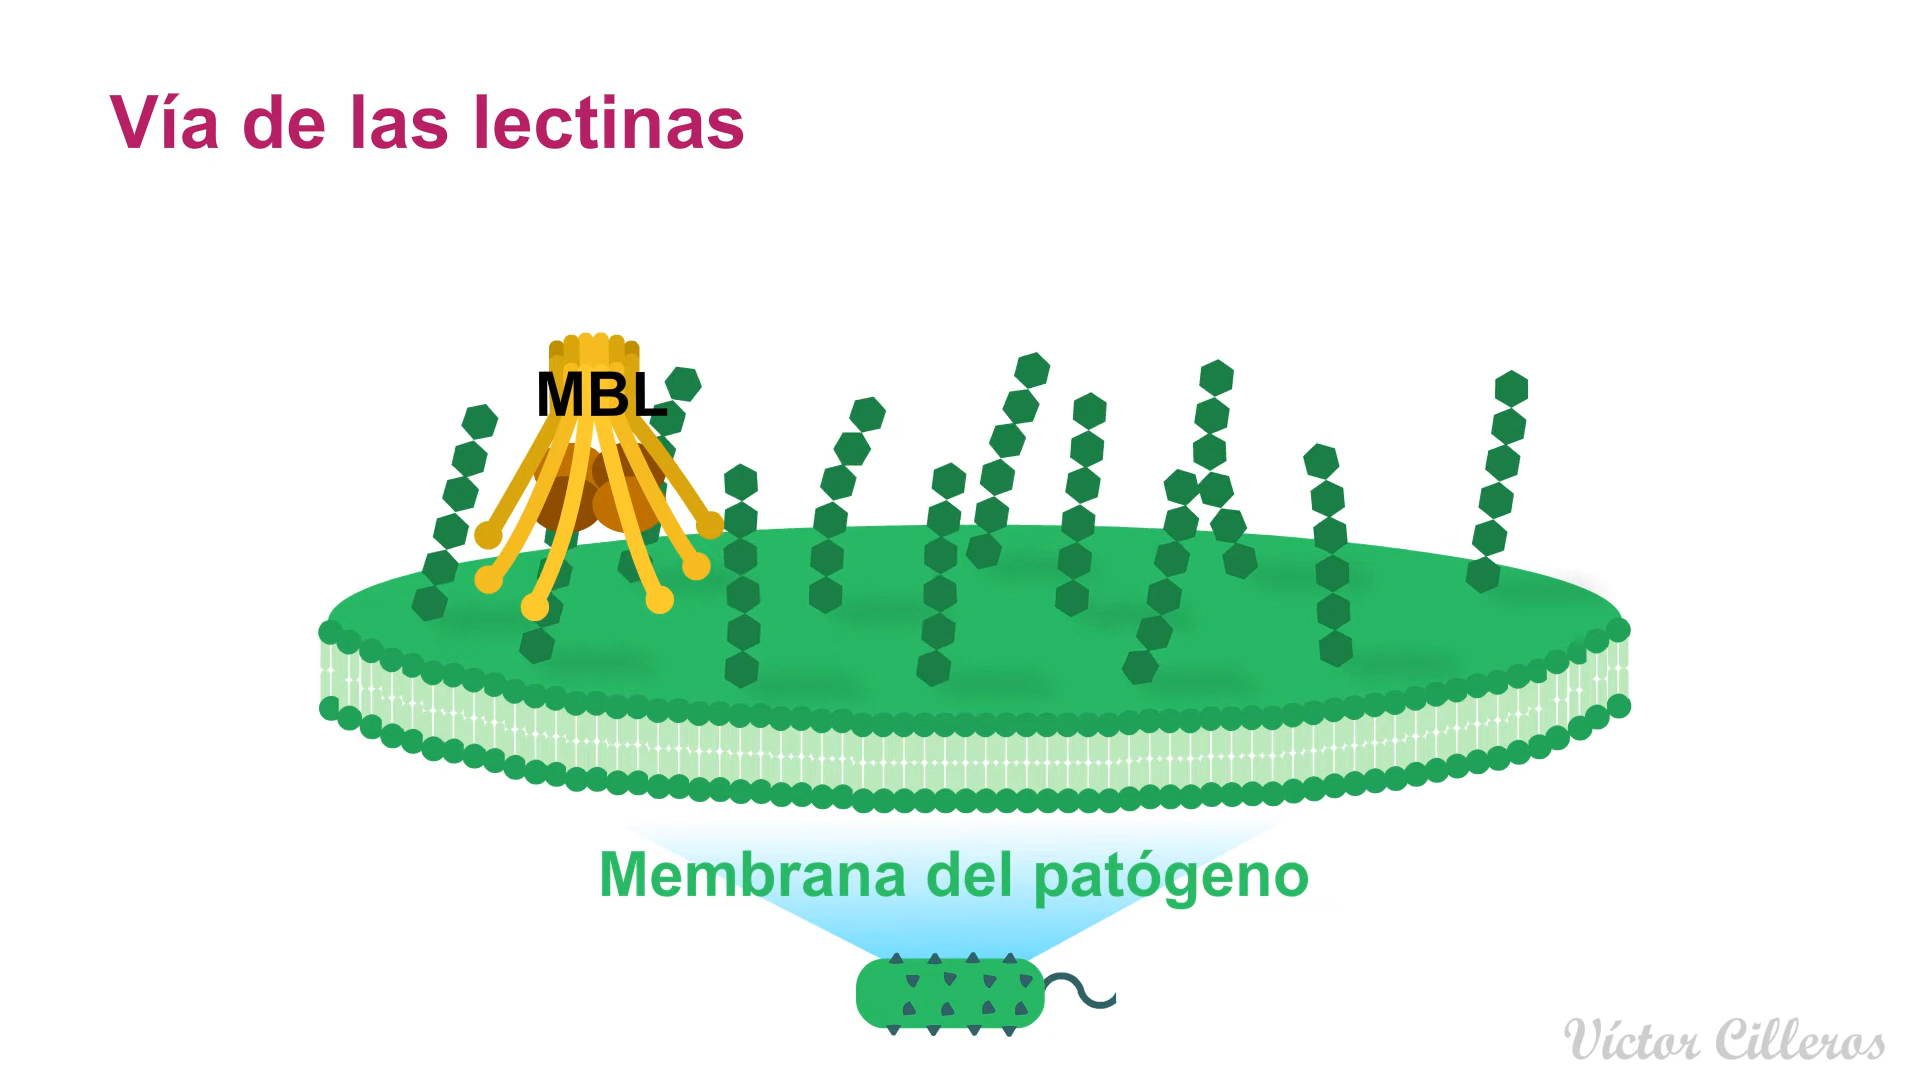 Vía de las lectinas
MBL
Membrana del patógeno
Víctor Cilleros